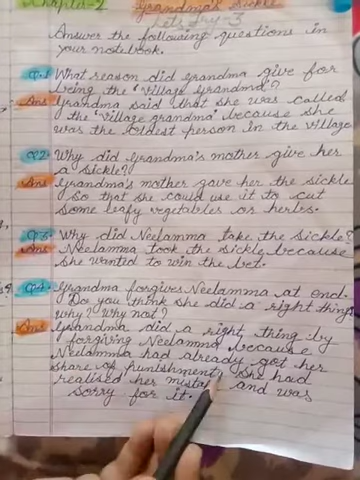 Chapter-2 Grandma's Sickle
Let's Try-3
Answer the following questions in
your notebook.
Q.1 What reason did Grandma give for
being the 'Village Grandma'?
Ans Grandma said that she was called
the 'village grandma' because she
was the oldest person in the village
Q2. Why did Grandma's mother give her
a sickle?
Ans Grandma's mother gave her the sickle
so that she could use it to cut
some leafy vegetables or herbs.
Q3. Why did Neelamma take the sickle?
Ans Neelamma took the sickle because
she wanted to win the bet.
Q4. Grandma forgives Neelamma at end.
Do you think she did a right thing
why? Why not?
Ans Grandma did a right thing by
forgiving Neelamma because
Neelamma had already got her
share of punishment, She had
realised her and was
sorry for it.